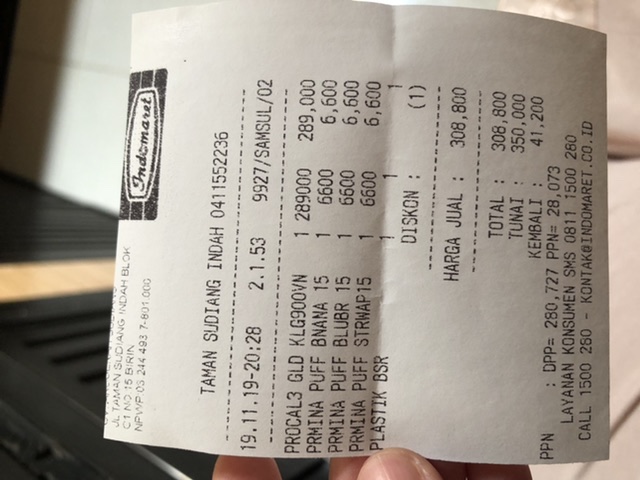 Indomaret
JL TAMAN SUDIANG INDAH BLOK
C1 NO 15 BIRIN
NPWP 03 244 493 7-801.000
TAMAN SUDIANG INDAH 0411552236
19.11.19-20:28 2.1.53 9927/SAMSUL/02
PROCAL3 GLD KLG900VN 1 289000 289,000
PRMINA PUFF BNANA 15 1 6600 6,600
PRMINA PUFF BLUBR 15 1 6600 6,600
PRMINA PUFF STRWAP15 1 6600 6,600
PLASTIK BSR 1 1 1
DISKON : (1)
HARGA JUAL : 308,800
TOTAL : 308,800
TUNAI : 350,000
KEMBALI : 41,200
PPN : DPP= 280,727 PPN= 28,073
LAYANAN KONSUMEN SMS 0811 1500 280
CALL 1500 280 - KONTAK@INDOMARET.CO.ID